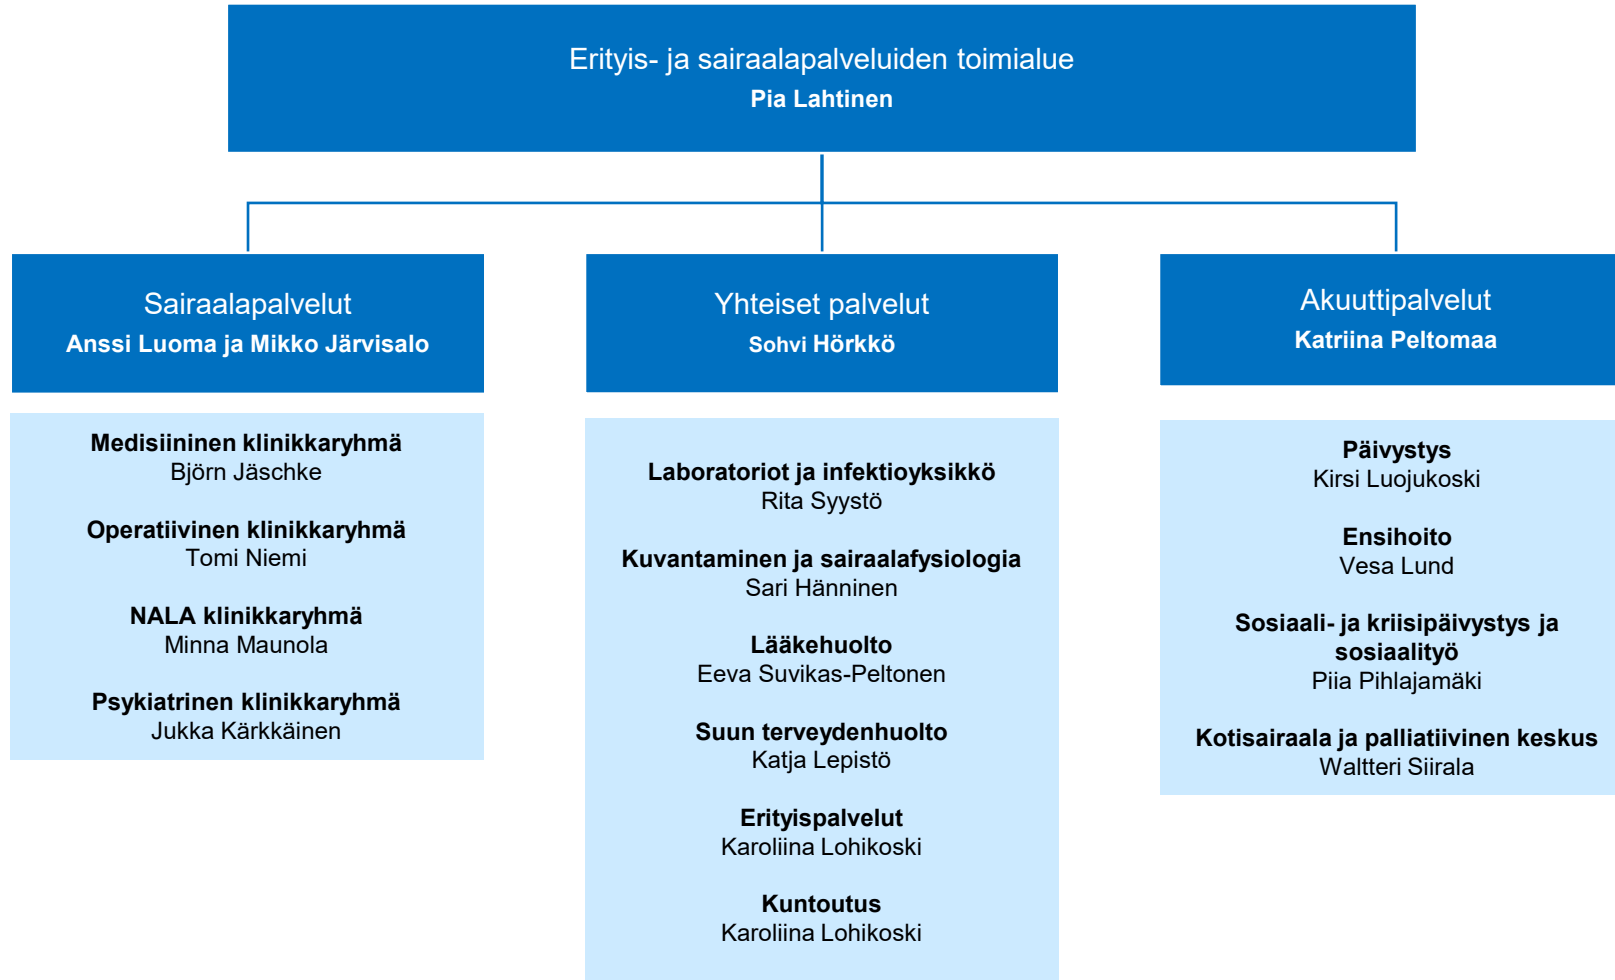 Erityis- ja sairaalapalveluiden toimialue
Pia Lahtinen
Sairaalapalvelut
Anssi Luoma ja Mikko Järvisalo
Medisiininen klinikkaryhmä
Björn Jäschke
Operatiivinen klinikkaryhmä
Tomi Niemi
NALA klinikkaryhmä
Minna Maunola
Psykiatrinen klinikkaryhmä
Jukka Kärkkäinen
Yhteiset palvelut
Sohvi Hörkkö
Laboratoriot ja infektioyksikkö
Rita Syystö
Kuvantaminen ja sairaalafysiologia
Sari Hänninen
Lääkehuolto
Eeva Suvikas-Peltonen
Suun terveydenhuolto
Katja Lepistö
Erityispalvelut
Karoliina Lohikoski
Kuntoutus
Karoliina Lohikoski
Akuuttipalvelut
Katriina Peltomaa
Päivystys
Kirsi Luojukoski
Ensihoito
Vesa Lund
Sosiaali- ja kriisipäivystys ja
sosiaalityö
Piia Pihlajamäki
Kotisairaala ja palliatiivinen keskus
Waltteri Siirala